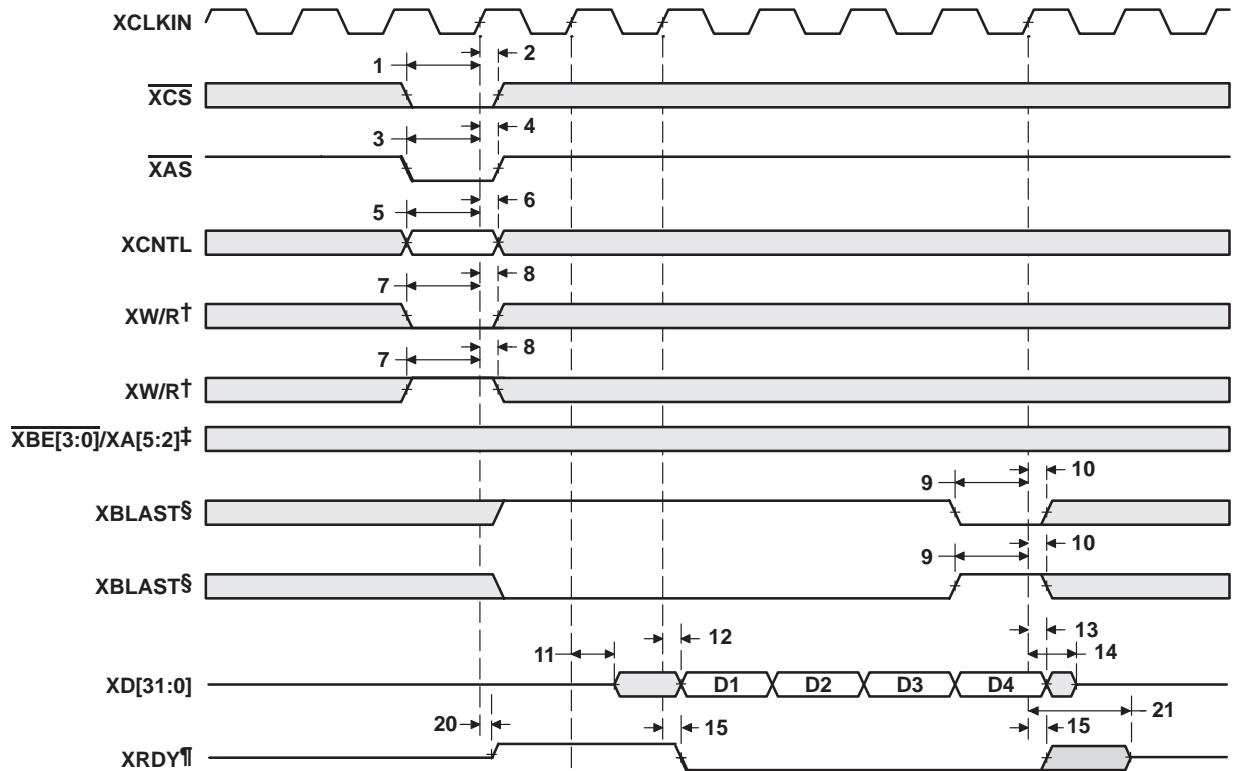 XCLKIN
1 2
XCS
3 4
XAS
5 6
XCNTL
7 8
XW/R†
7 8
XW/R†
XBE[3:0]/XA[5:2]‡
9 10
XBLAST§
9 10
XBLAST§
13
12
11 14
XD[31:0] D1 D2 D3 D4
21
20 15 15
XRDY¶